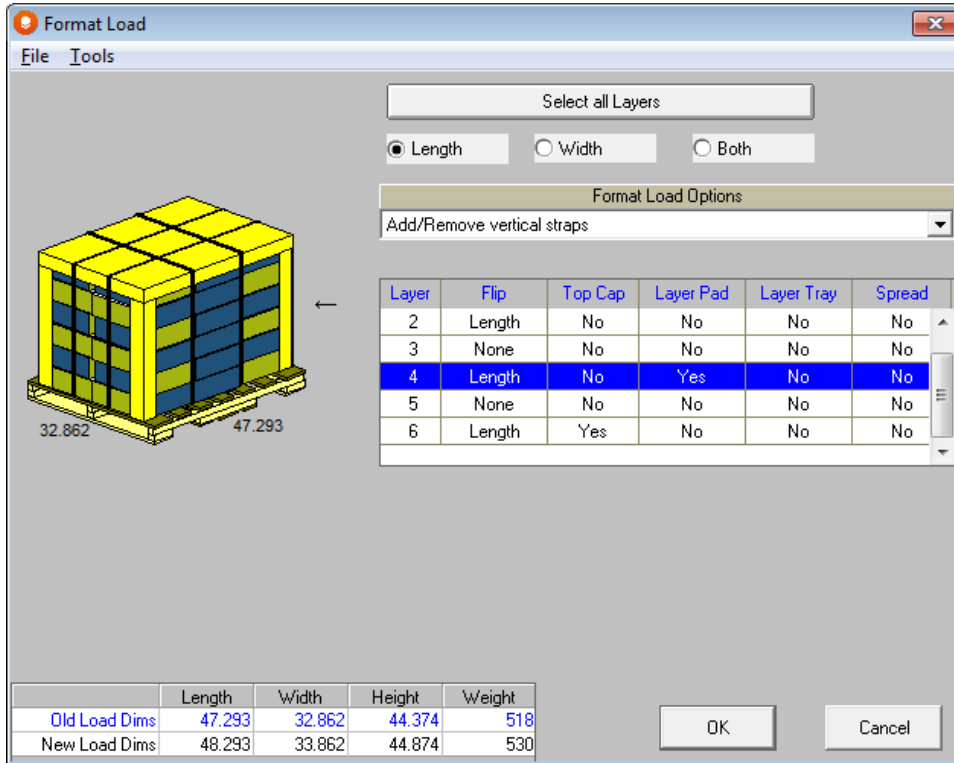 Format Load
File Tools
Select all Layers
Length Width Both
Format Load Options
Add/Remove vertical straps
Layer Flip Top Cap Layer Pad Layer Tray Spread
2 Length No No No No
3 None No No No No
4 Length No Yes No No
5 None No No No No
6 Length Yes No No No
32.862 47.293
Length Width Height Weight
Old Load Dims 47.293 32.862 44.374 518
New Load Dims 48.293 33.862 44.874 530
OK Cancel